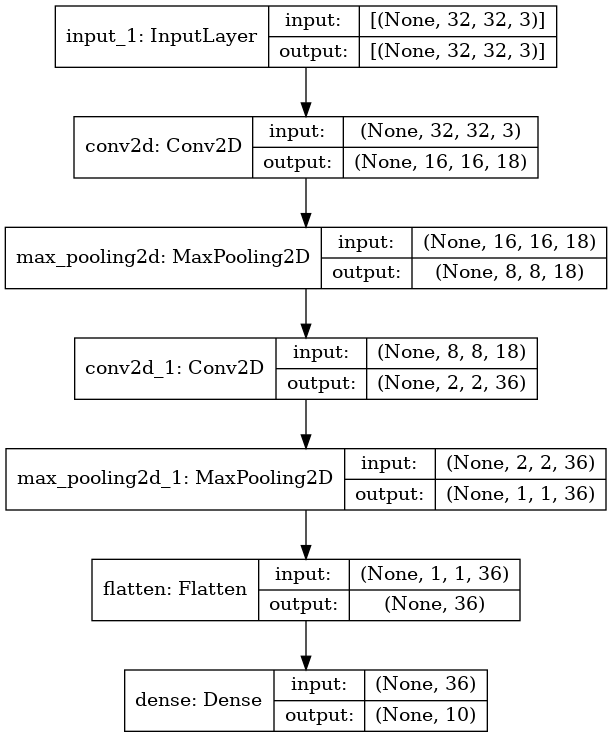 input_1: InputLayer
input: [(None, 32, 32, 3)]
output: [(None, 32, 32, 3)]
conv2d: Conv2D
input: (None, 32, 32, 3)
output: (None, 16, 16, 18)
max_pooling2d: MaxPooling2D
input: (None, 16, 16, 18)
output: (None, 8, 8, 18)
conv2d_1: Conv2D
input: (None, 8, 8, 18)
output: (None, 2, 2, 36)
max_pooling2d_1: MaxPooling2D
input: (None, 2, 2, 36)
output: (None, 1, 1, 36)
flatten: Flatten
input: (None, 1, 1, 36)
output: (None, 36)
dense: Dense
input: (None, 36)
output: (None, 10)